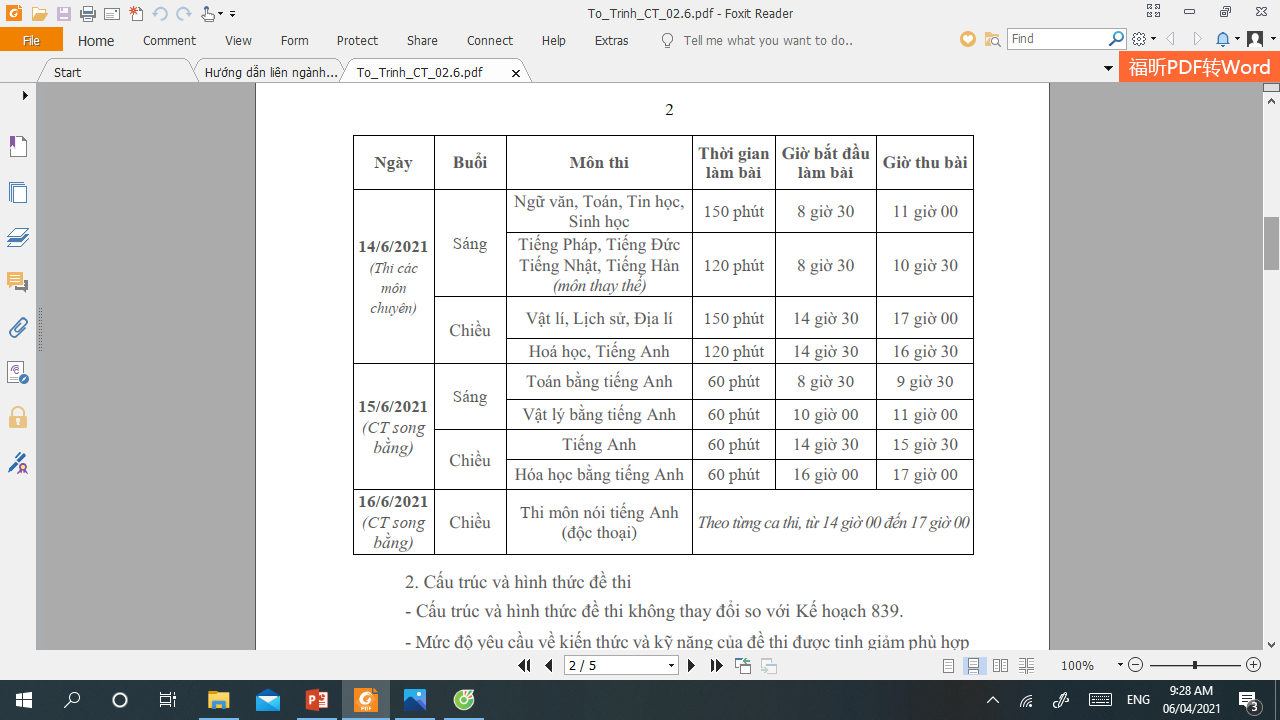 To_Trinh_CT_02.6.pdf - Foxit Reader
File Home Comment View Form Protect Share Connect Help Extras Tell me what you want to do.. Find
Start Hướng dẫn liên ngành... To_Trinh_CT_02.6.pdf 福昕PDF转Word
2
Ngày Buổi Môn thi Thời gian làm bài Giờ bắt đầu làm bài Giờ thu bài
14/6/2021
(Thi các
môn
chuyên)
Sáng
Ngữ văn, Toán, Tin học,
Sinh học
150 phút 8 giờ 30 11 giờ 00
Tiếng Pháp, Tiếng Đức
Tiếng Nhật, Tiếng Hàn
(môn thay thế)
120 phút 8 giờ 30 10 giờ 30
Chiều
Vật lí, Lịch sử, Địa lí 150 phút 14 giờ 30 17 giờ 00
Hoá học, Tiếng Anh 120 phút 14 giờ 30 16 giờ 30
15/6/2021
(CT song
bằng)
Sáng
Toán bằng tiếng Anh 60 phút 8 giờ 30 9 giờ 30
Vật lý bằng tiếng Anh 60 phút 10 giờ 00 11 giờ 00
Chiều
Tiếng Anh 60 phút 14 giờ 30 15 giờ 30
Hóa học bằng tiếng Anh 60 phút 16 giờ 00 17 giờ 00
16/6/2021
(CT song
bằng)
Chiều
Thi môn nói tiếng Anh
(độc thoại)
Theo từng ca thi, từ 14 giờ 00 đến 17 giờ 00
2. Cấu trúc và hình thức đề thi
- Cấu trúc và hình thức đề thi không thay đổi so với Kế hoạch 839.
- Mức độ yêu cầu về kiến thức và kỹ năng của đề thi được tinh giảm phù hợp
2 / 5 100%
ENG 9:28 AM
06/04/2021
3